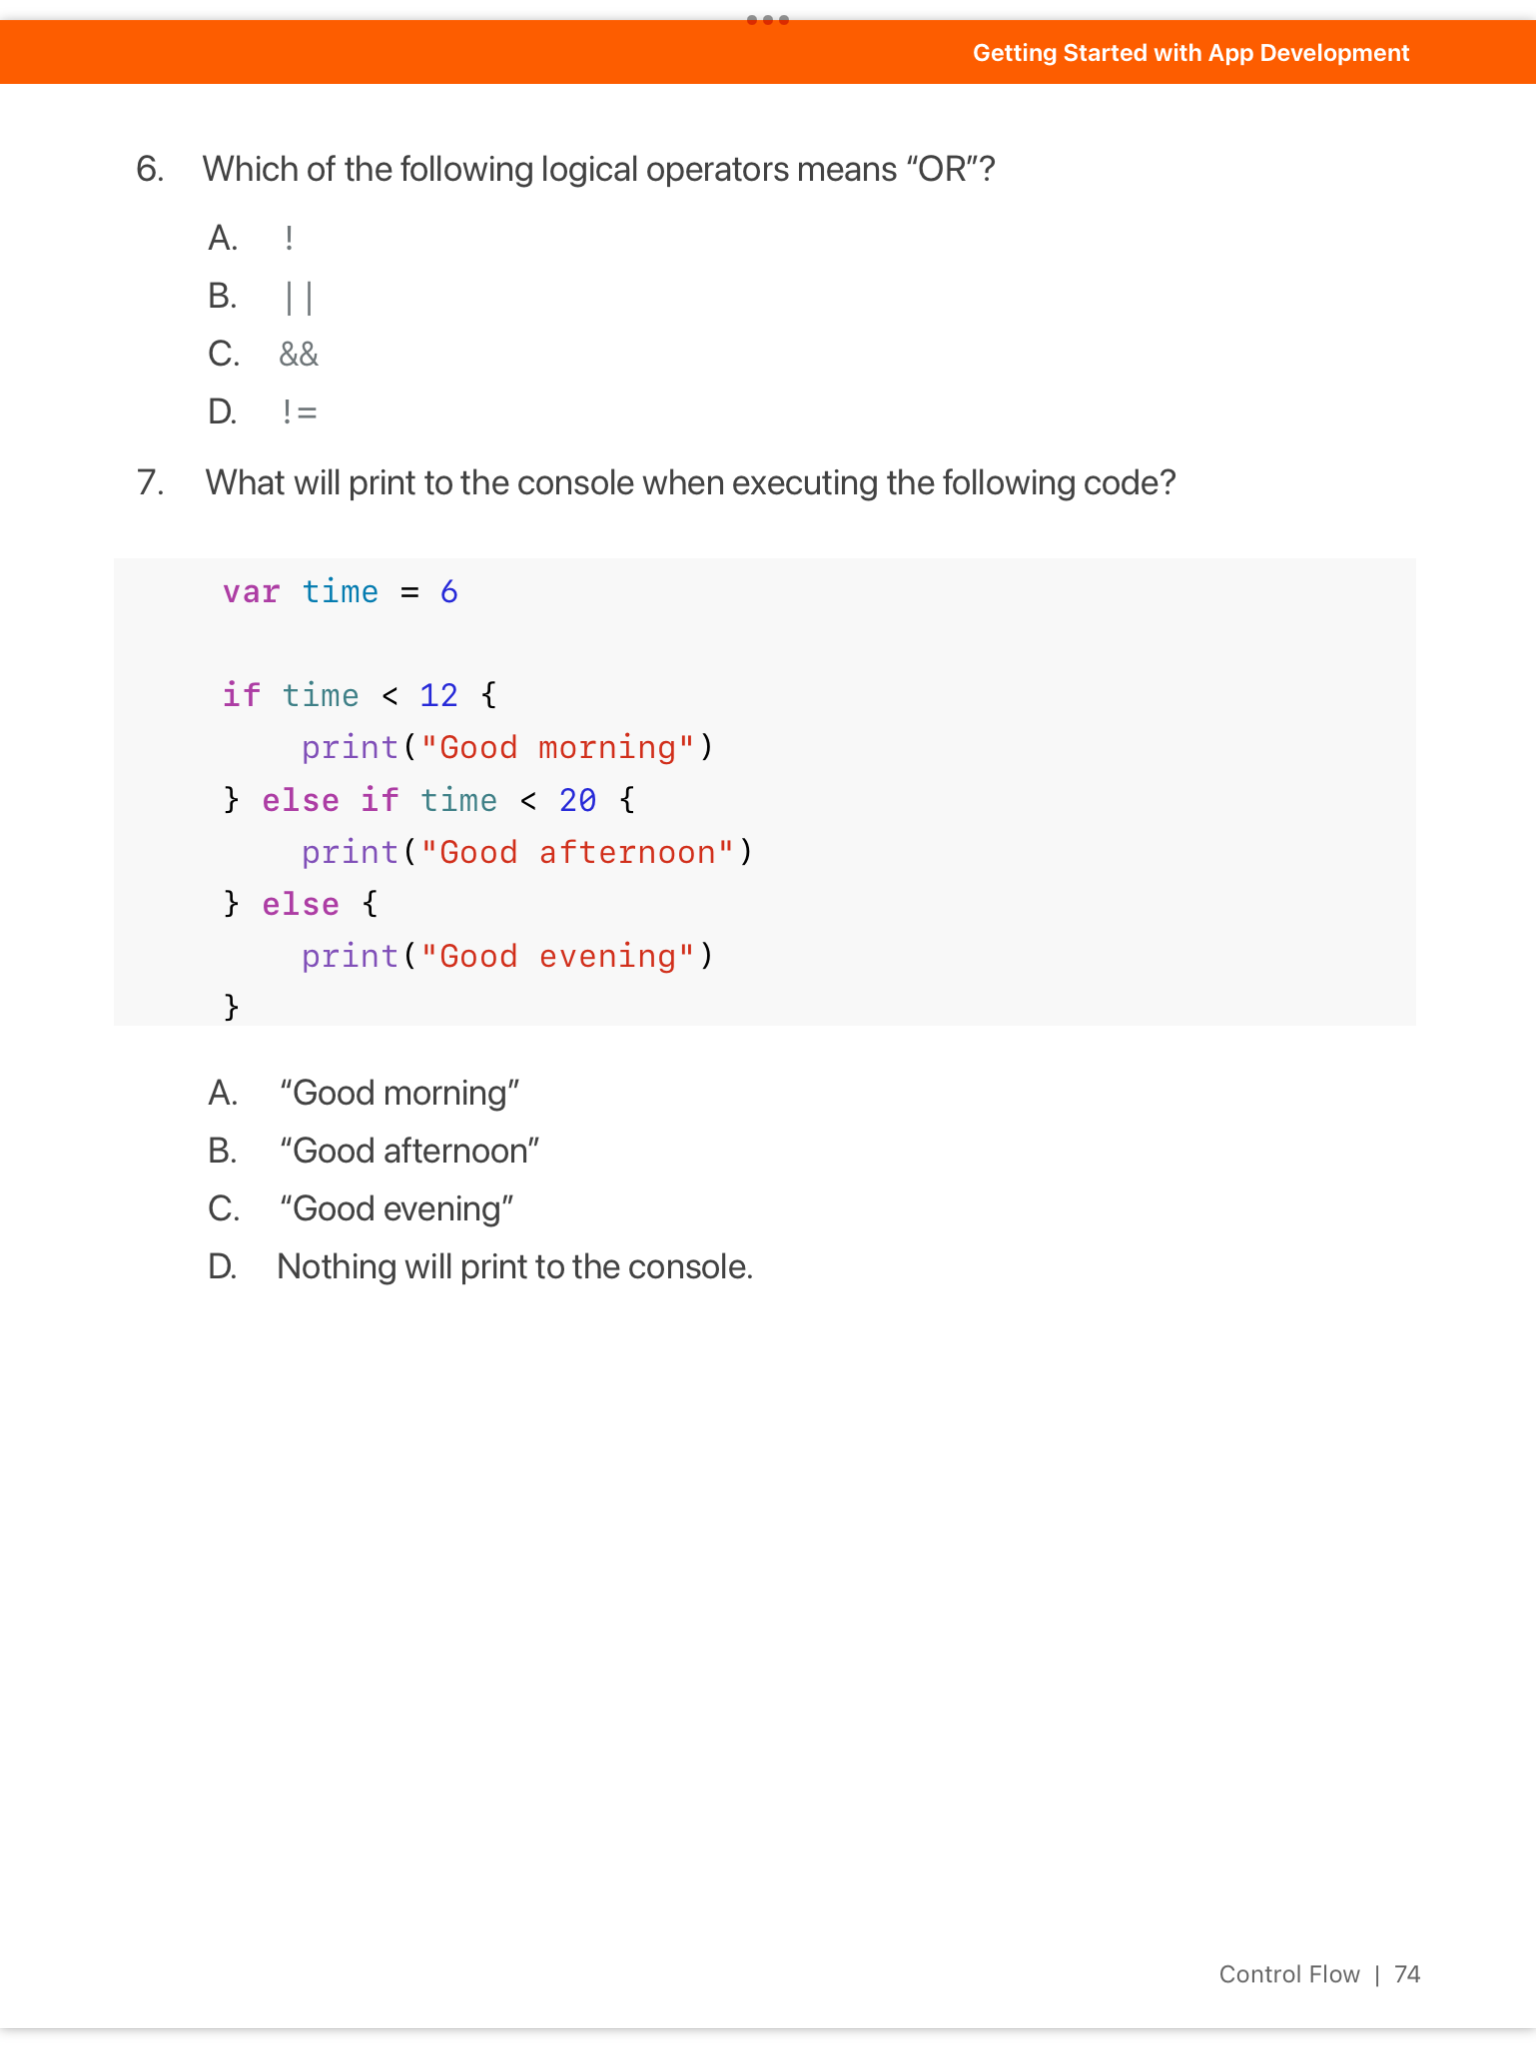 Getting Started with App Development
6. Which of the following logical operators means “OR”?
A. !
B. ||
C. &&
D. !=
7. What will print to the console when executing the following code?
var time = 6
if time < 12 {
    print("Good morning")
} else if time < 20 {
    print("Good afternoon")
} else {
    print("Good evening")
}
A. “Good morning”
B. “Good afternoon”
C. “Good evening”
D. Nothing will print to the console.
Control Flow | 74